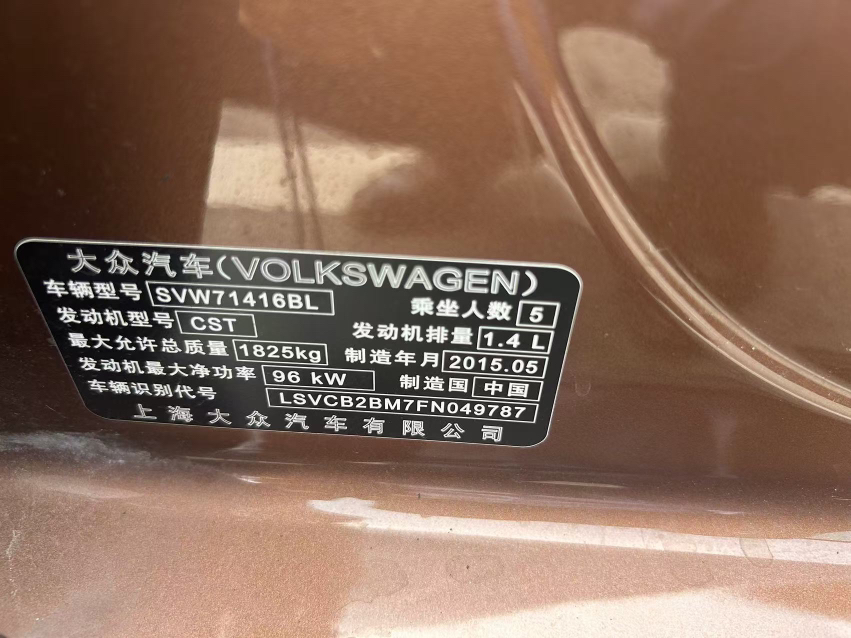 大众汽车(VOLKSWAGEN)
车辆型号 SVW71416BL 乘坐人数 5
发动机型号 CST 发动机排量 1.4 L
最大允许总质量 1825kg 制造年月 2015.05
发动机最大净功率 96 kW 制造国 中国
车辆识别代号 LSVCB2BM7FN049787
上海大众汽车有限公司